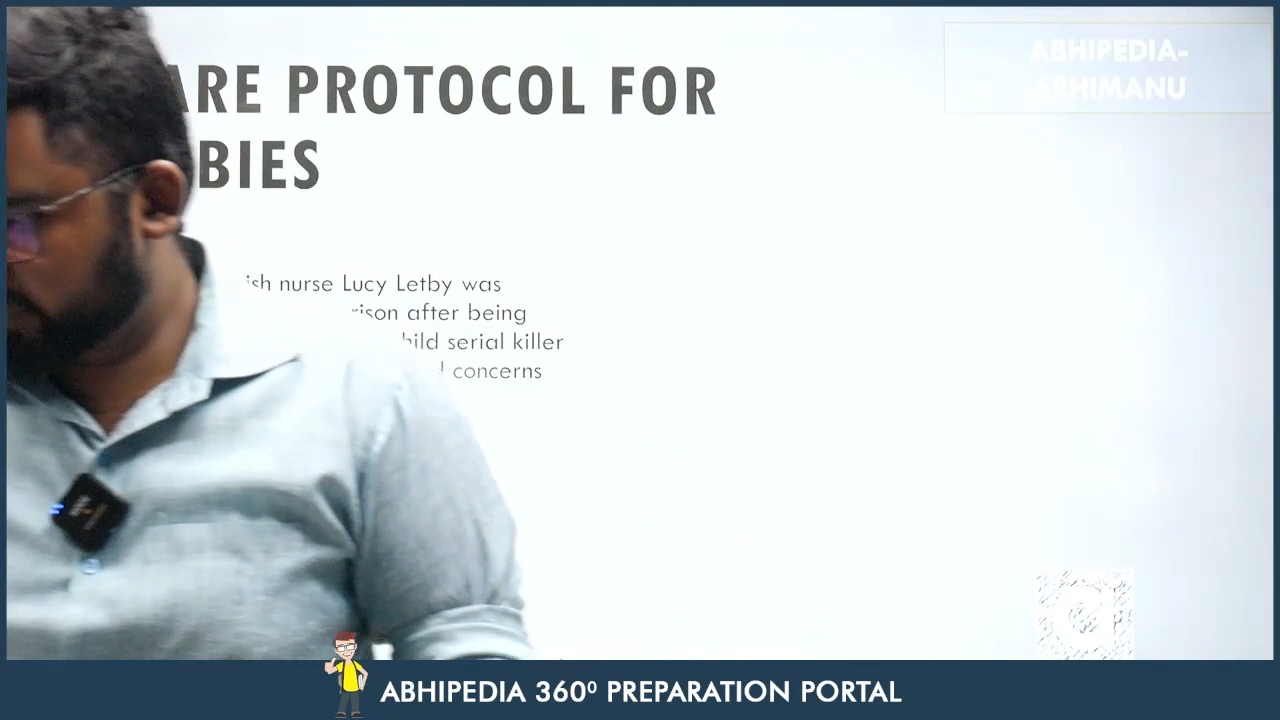 ARE PROTOCOL FOR
BIES
ish nurse Lucy Letby was
rison after being
hild serial killer
concerns
ABHIPEDIA-
ABHIMANU
ABHIPEDIA 360⁰ PREPARATION PORTAL